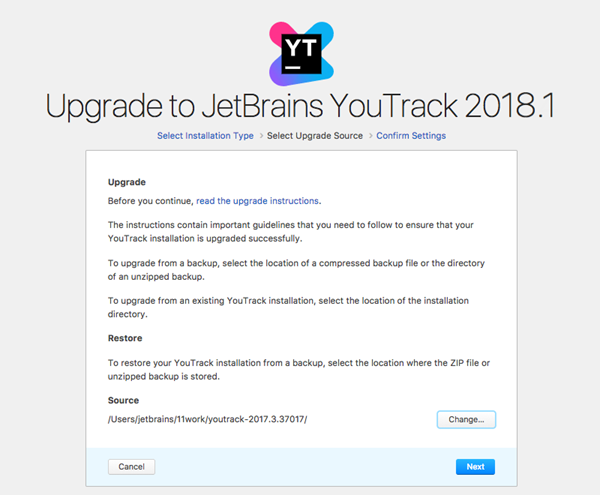 YT
Upgrade to JetBrains YouTrack 2018.1
Select Installation Type > Select Upgrade Source > Confirm Settings
Upgrade
Before you continue, read the upgrade instructions.
The instructions contain important guidelines that you need to follow to ensure that your
YouTrack installation is upgraded successfully.
To upgrade from a backup, select the location of a compressed backup file or the directory
of an unzipped backup.
To upgrade from an existing YouTrack installation, select the location of the installation
directory.
Restore
To restore your YouTrack installation from a backup, select the location where the ZIP file or
unzipped backup is stored.
Source
/Users/jetbrains/11work/youtrack-2017.3.37017/ Change...
Cancel Next